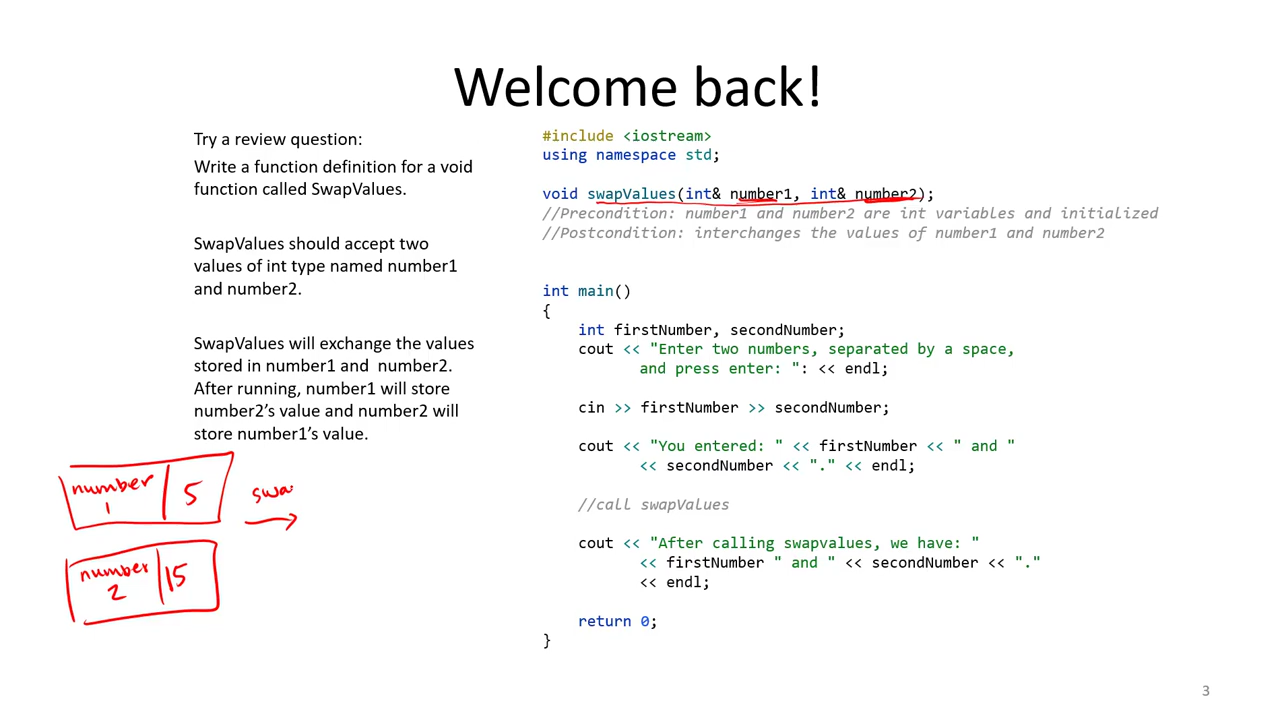 Welcome back!
Try a review question:
Write a function definition for a void
function called SwapValues.
SwapValues should accept two
values of int type named number1
and number2.
SwapValues will exchange the values
stored in number1 and  number2.
After running, number1 will store
number2's value and number2 will
store number1's value.
number
1
5
swa
number
2
15
#include <iostream>
using namespace std;
void swapValues(int& number1, int& number2);
//Precondition: number1 and number2 are int variables and initialized
//Postcondition: interchanges the values of number1 and number2
int main()
{
int firstNumber, secondNumber;
cout << "Enter two numbers, separated by a space,
and press enter: ": << endl;
cin >> firstNumber >> secondNumber;
cout << "You entered: " << firstNumber << " and "
<< secondNumber << "." << endl;
//call swapValues
cout << "After calling swapvalues, we have: "
<< firstNumber " and " << secondNumber << "."
<< endl;
return 0;
}
3